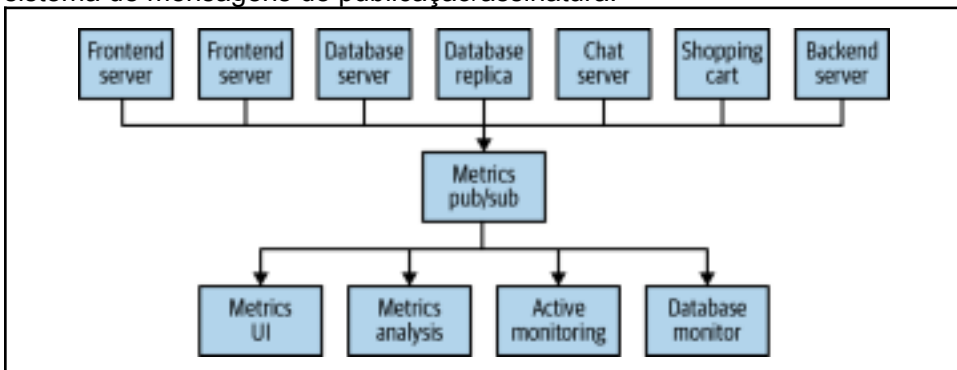 sistema de mensagens de publicação/assinatura.
Frontend
server
Frontend
server
Database
server
Database
replica
Chat
server
Shopping
cart
Backend
server
Metrics
pub/sub
Metrics
UI
Metrics
analysis
Active
monitoring
Database
monitor